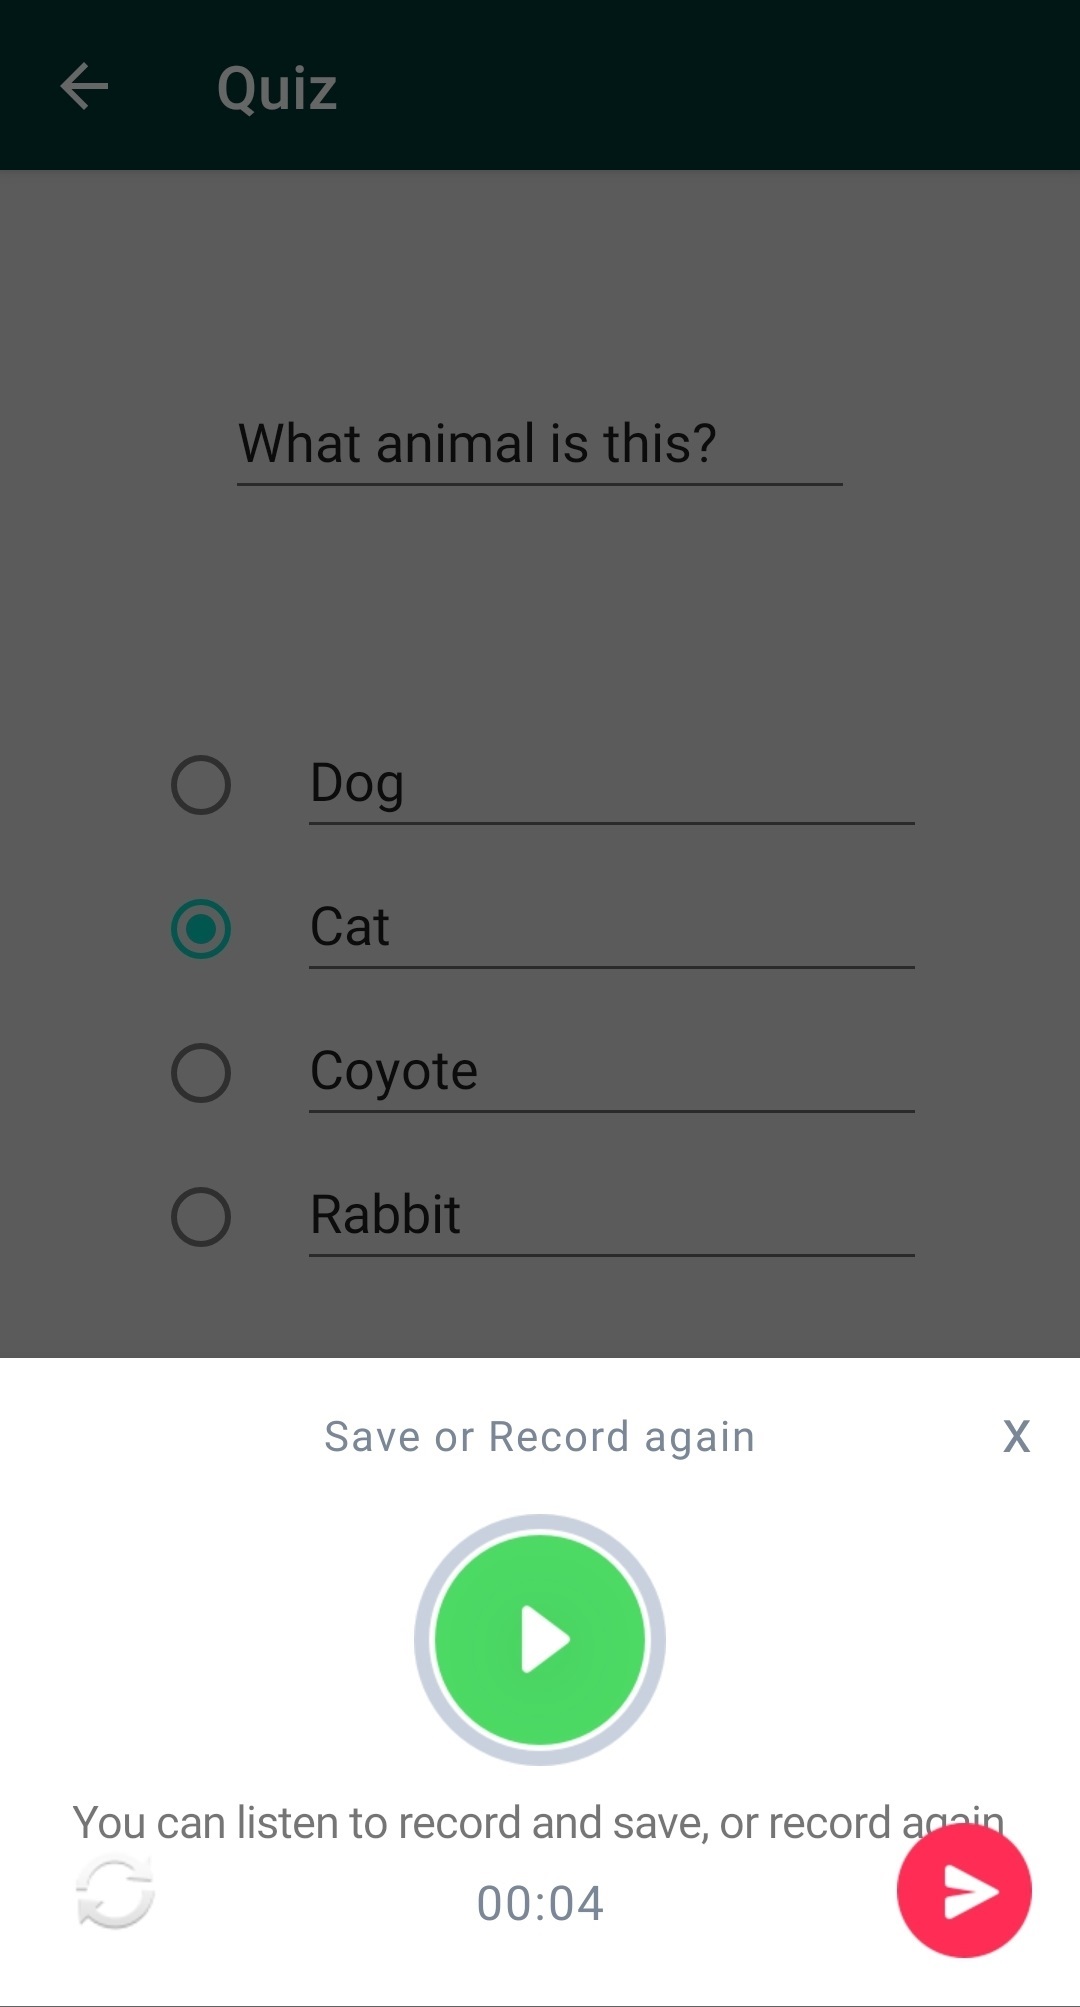 Quiz
What animal is this?
Dog
Cat
Coyote
Rabbit
Save or Record again X
You can listen to record and save, or record again
00:04